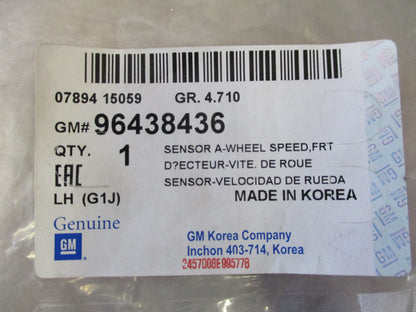 07894 15059 GR. 4.710
GM# 96438436
QTY. 1 SENSOR A-WHEEL SPEED,FRT
D?ECTEUR-VITE. DE ROUE
EAC SENSOR-VELOCIDAD DE RUEDA
LH (G1J) MADE IN KOREA
Genuine
GM
GM Korea Company
Inchon 403-714, Korea
2457006E995778